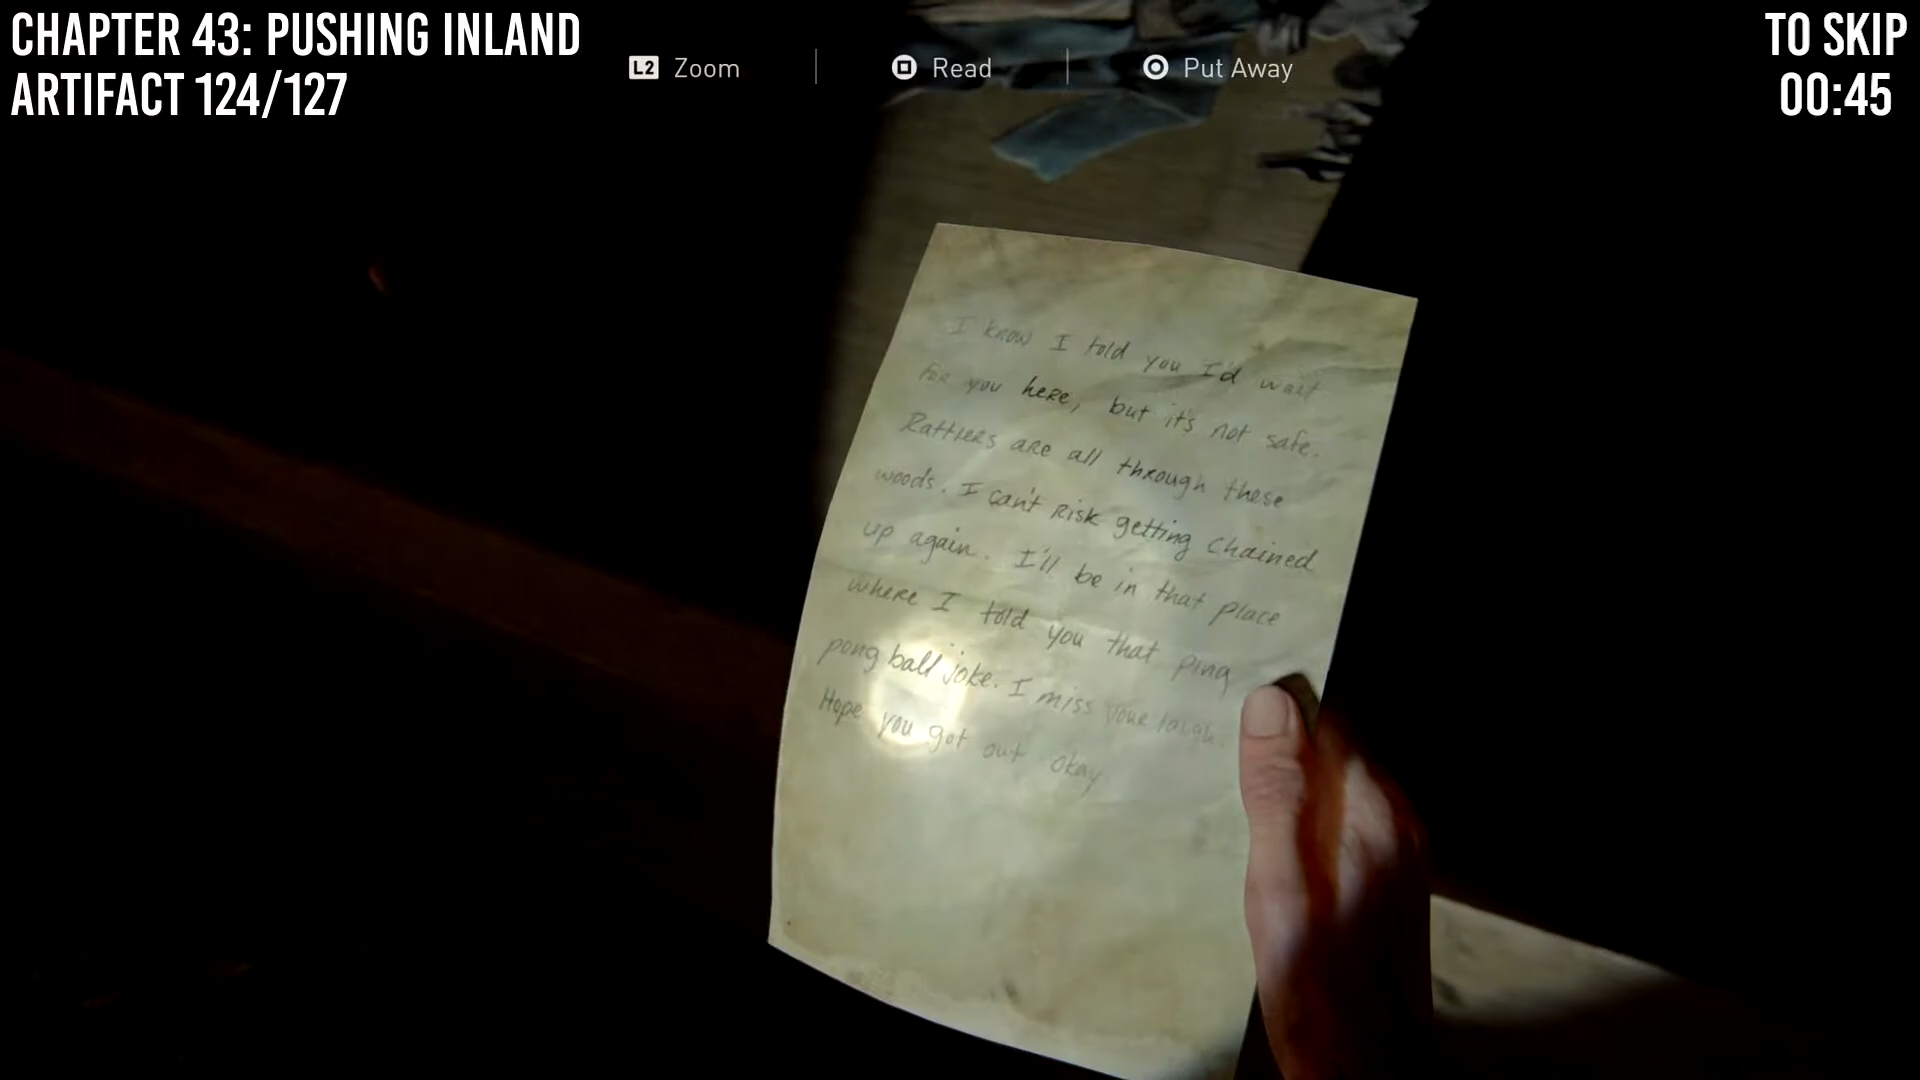 CHAPTER 43: PUSHING INLAND
ARTIFACT 124/127
L2 Zoom
Read
Put Away
TO SKIP
00:45
I know I told you I'd wait
for you here, but it's not safe.
Rattlers are all through these
woods. I can't risk getting chained
up again. I'll be in that place
where I told you that ping
pong ball joke. I miss your laugh.
Hope you got out okay